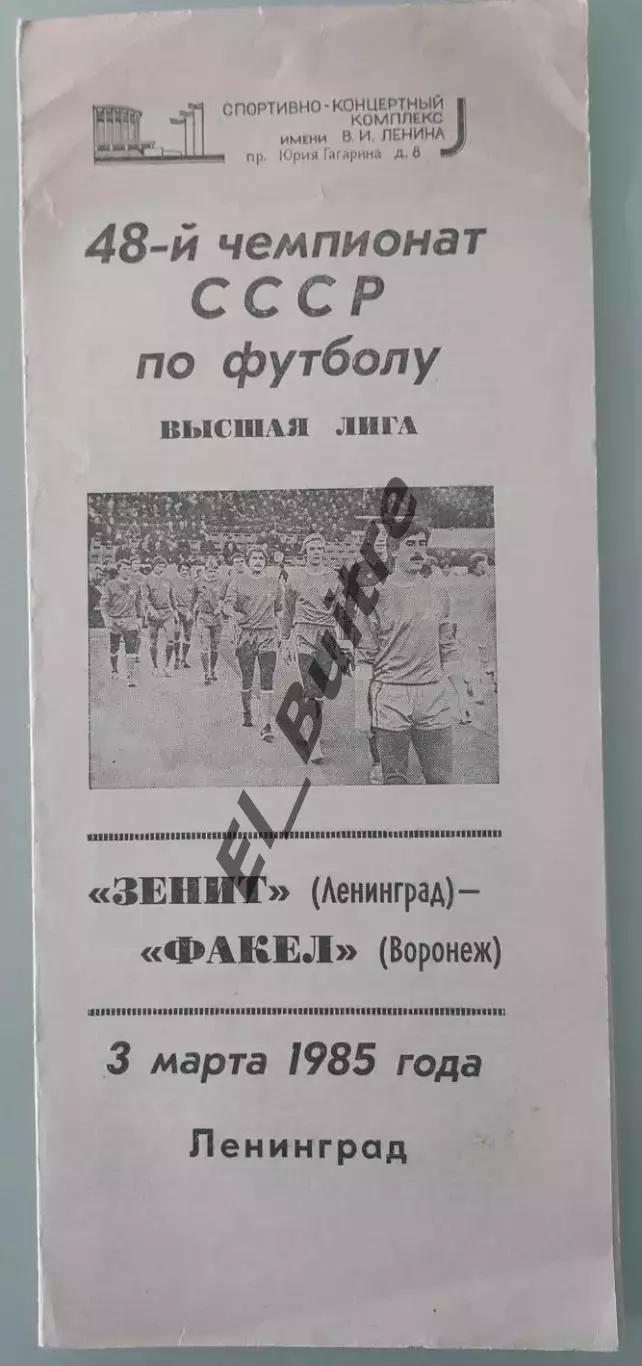 СПОРТИВНО-КОНЦЕРТНЫЙ
КОМПЛЕКС
ИМЕНИ В. И. ЛЕНИНА
пр. Юрия Гагарина д. 8
48-й чемпионат
СССР
по футболу
ВЫСШАЯ ЛИГА
El_Buitre
«ЗЕНИТ» (Ленинград)—
«ФАКЕЛ» (Воронеж)
3 марта 1985 года
Ленинград